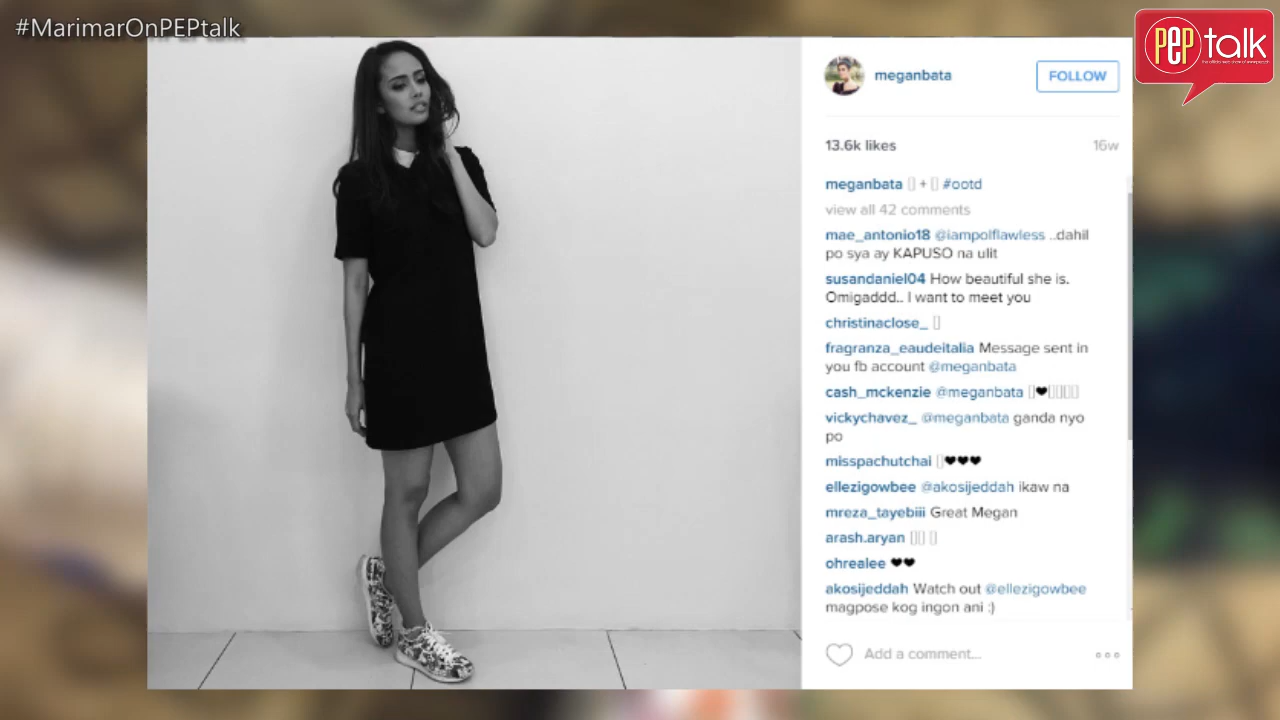 #MarimarOnPEPtalk
PEP talk
meganbata
FOLLOW
13.6k likes
16w
meganbata + #ootd
view all 42 comments
mae_antonio18 @iampolflawless ..dahil
po sya ay KAPUSO na ulit
susandaniel04 How beautiful she is.
Omigaddd.. I want to meet you
christinaclose_
fragranza_eaudeitalia Message sent in
you fb account @meganbata
cash_mckenzie @meganbata ❤
vickychavez_ @meganbata ganda nyo
po
misspachutchai ❤❤❤
ellezigowbee @akosijeddah ikaw na
mreza_tayebiii Great Megan
arash.aryan
ohrealee ❤❤
akosijeddah Watch out @ellezigowbee
magpose kog ingon ani :)
Add a comment...